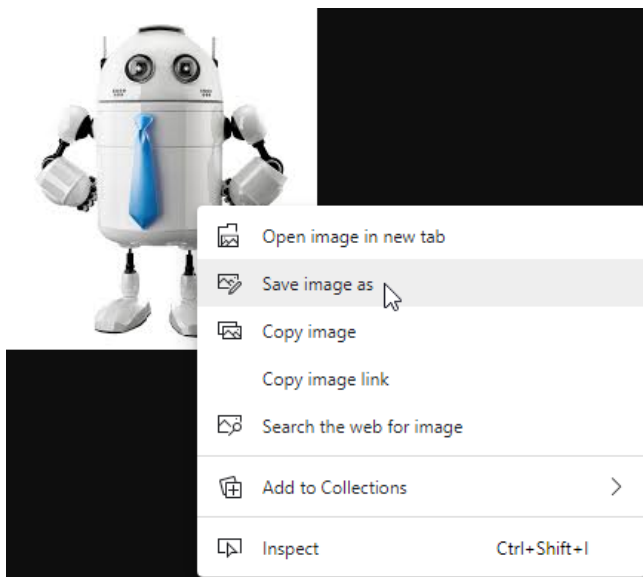 Open image in new tab
Save image as
Copy image
Copy image link
Search the web for image
Add to Collections
Inspect Ctrl+Shift+I